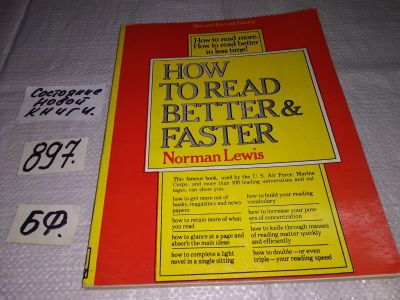 New and Revised Edition
How to read more.
How to read better
in less time!
HOW
TO READ
BETTER &
FASTER
Norman Lewis
This famous book, used by the U. S. Air Force, Marine
Corps, and more than 100 leading universities and col-
leges, can show you
how to get more out of
books, magazines and news
papers
how to retain more of what
you read
how to glance at a page and
absorb the main ideas
how to complete a light
novel in a single sitting
how to build your reading
vocabulary
how to increase your pow-
ers of concentration
how to knife through masses
of reading matter quickly
and efficiently
how to double—or even
triple—your reading speed
Состояние
новой
книги.
897.
6Ф.